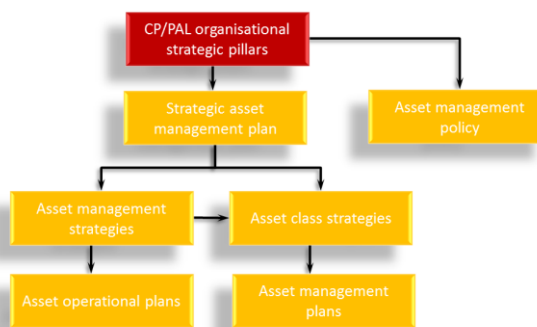 CP/PAL organisational
strategic pillars
Strategic asset
management plan
Asset management
policy
Asset management
strategies
Asset class strategies
Asset operational plans
Asset management
plans